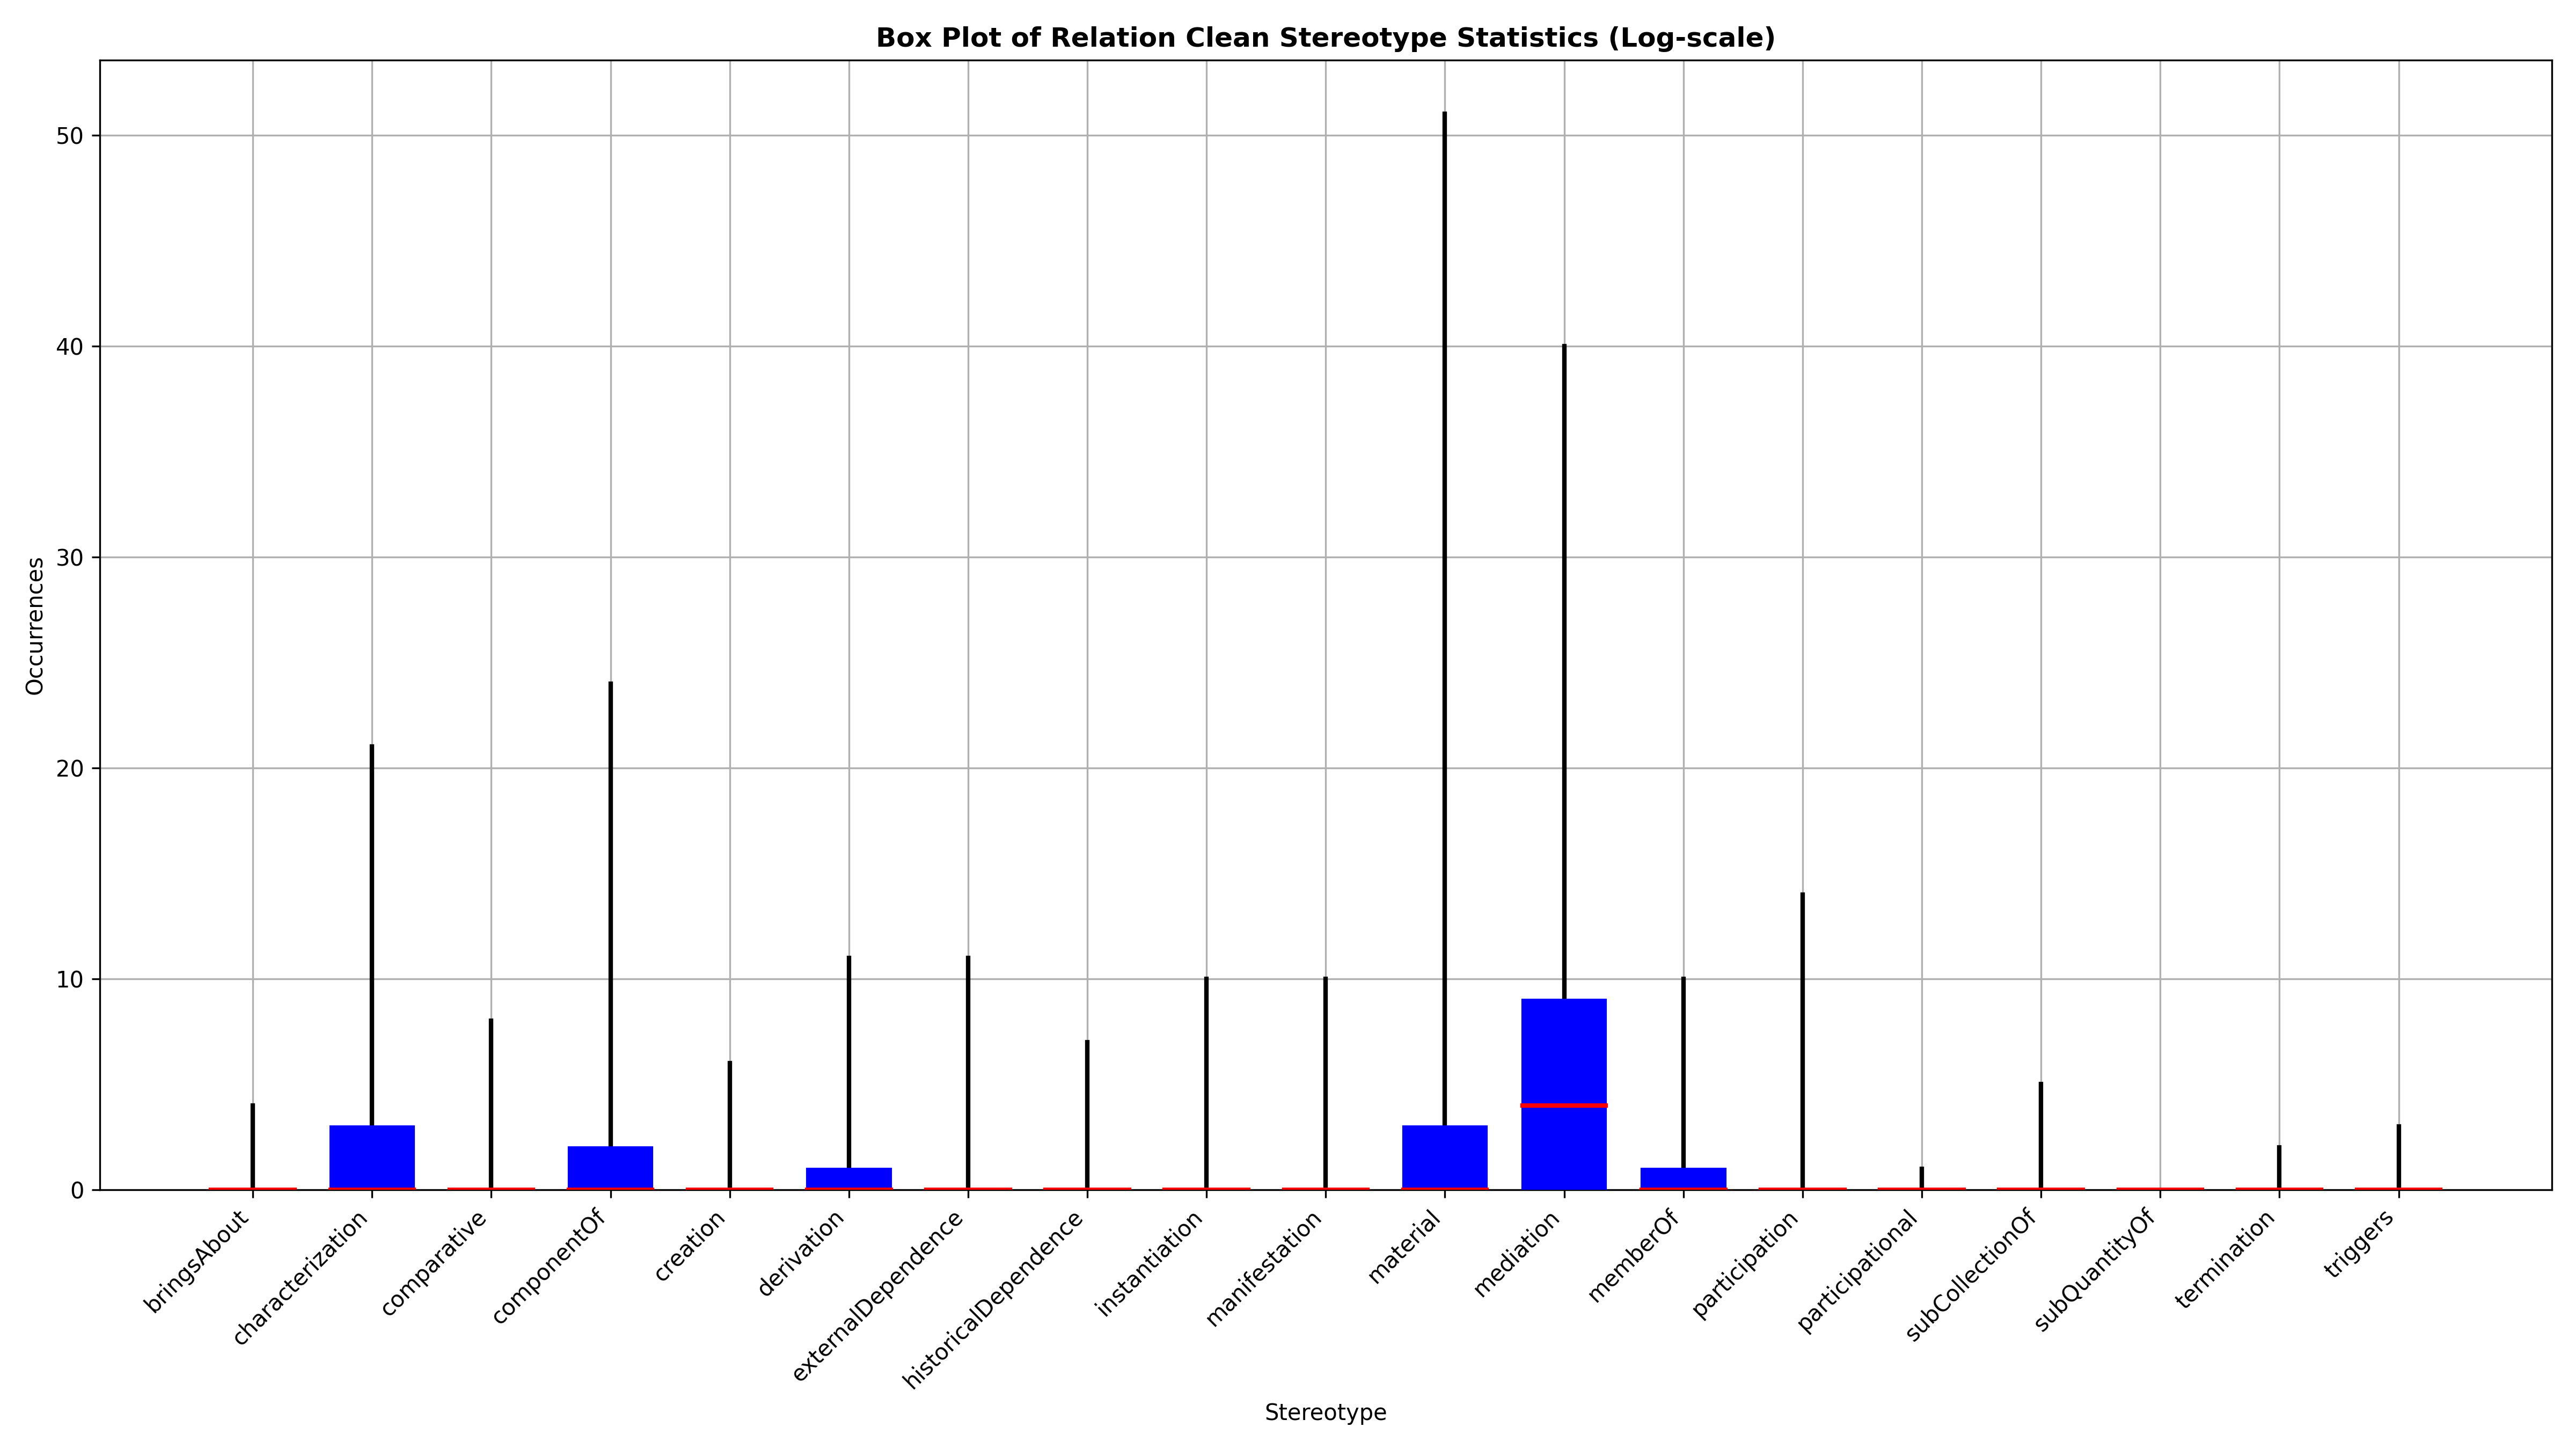 Box Plot of Relation Clean Stereotype Statistics (Log-scale)
Occurrences
50
40
30
20
10
0
bringsAbout
characterization
comparative
componentOf
creation
derivation
externalDependence
historicalDependence
instantiation
manifestation
material
mediation
memberOf
participation
participational
subCollectionOf
subQuantityOf
termination
triggers
Stereotype